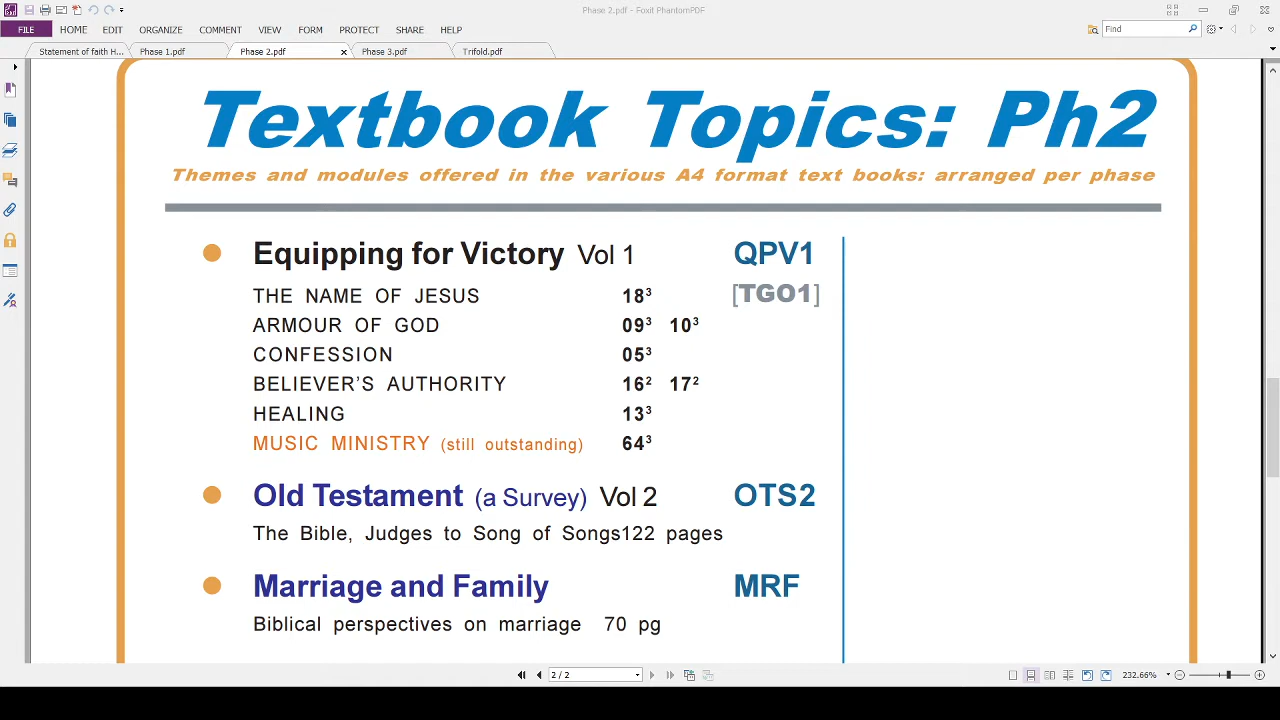 Phase 2.pdf - Foxit PhantomPDF
FILE HOME EDIT ORGANIZE COMMENT VIEW FORM PROTECT SHARE HELP
Find
Statement of faith H... Phase 1.pdf Phase 2.pdf Phase 3.pdf Trifold.pdf
Textbook Topics: Ph2
Themes and modules offered in the various A4 format text books: arranged per phase
Equipping for Victory Vol 1 QPV1
THE NAME OF JESUS 18³ [TGO1]
ARMOUR OF GOD 09³ 10³
CONFESSION 05³
BELIEVER'S AUTHORITY 16² 17²
HEALING 13³
MUSIC MINISTRY (still outstanding) 64³
Old Testament (a Survey) Vol 2 OTS2
The Bible, Judges to Song of Songs122 pages
Marriage and Family MRF
Biblical perspectives on marriage 70 pg
2 / 2 232.66%